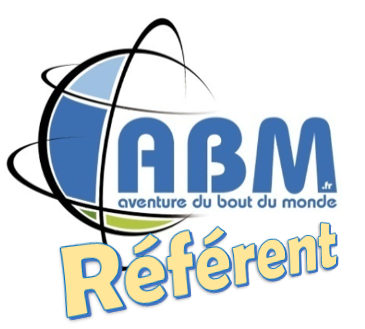 ABM.fr
aventure du bout du monde
Référent